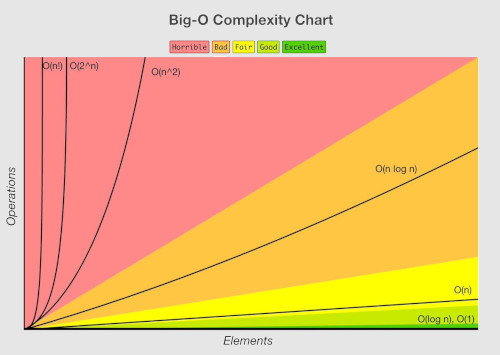 Big-O Complexity Chart
Horrible Bad Fair Good Excellent
O(n!) O(2^n) O(n^2)
O(n log n)
O(n)
O(log n), O(1)
Operations
Elements